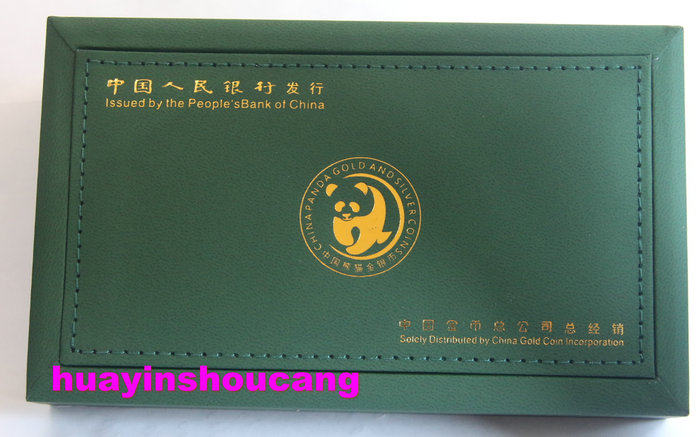 中国人民银行发行
Issued by the People'sBank of China
CHINA PANDA GOLD AND SILVER COINS
中国熊猫金银币
中国金币总公司总经销
Solely Distributed by China Gold Coin Incorporation
huayinshoucang